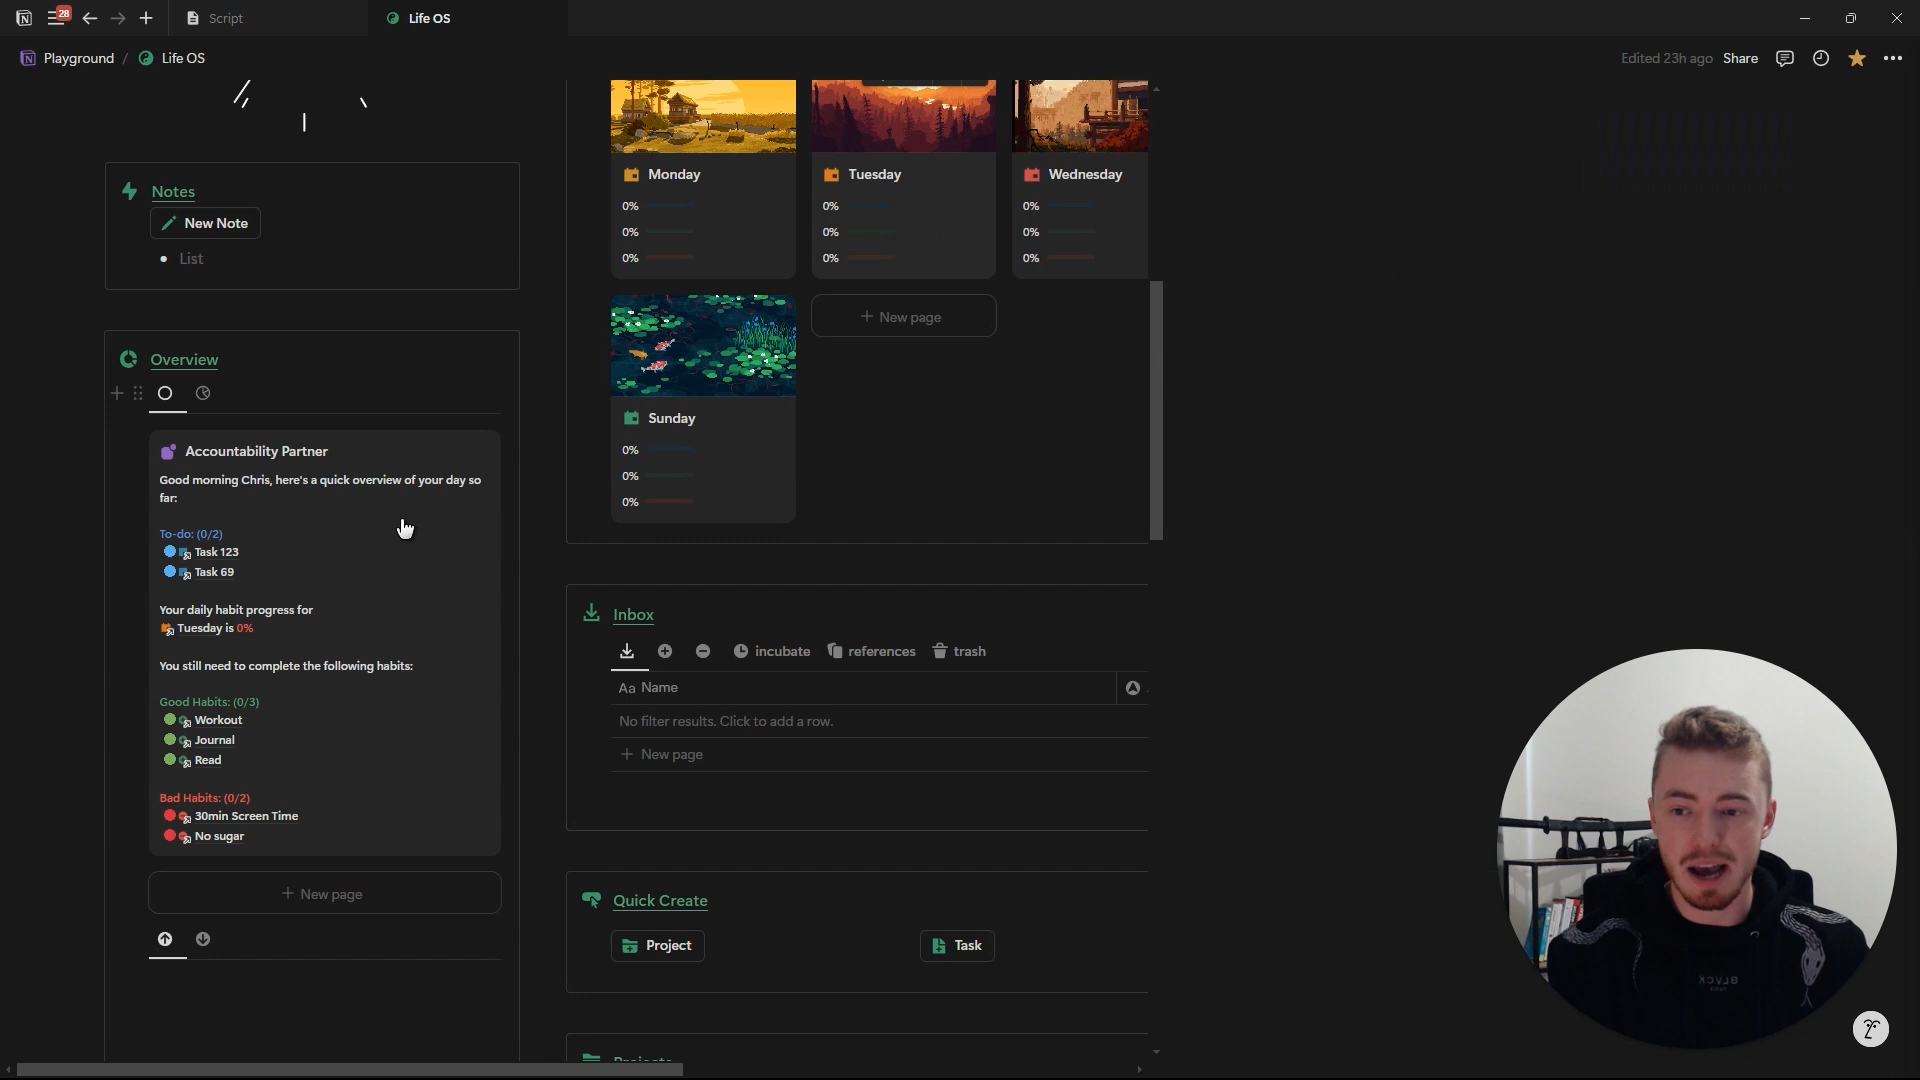 28
Script
Life OS
Playground / Life OS
Edited 23h ago Share
Notes
New Note
List
Overview
Accountability Partner
Good morning Chris, here's a quick overview of your day so
far:
To-do: (0/2)
Task 123
Task 69
Your daily habit progress for
Tuesday is 0%
You still need to complete the following habits:
Good Habits: (0/3)
Workout
Journal
Read
Bad Habits: (0/2)
30min Screen Time
No sugar
+ New page
Monday
0%
0%
0%
Tuesday
0%
0%
0%
Wednesday
0%
0%
0%
Sunday
0%
0%
0%
+ New page
Inbox
incubate references trash
Aa Name
No filter results. Click to add a row.
+ New page
Quick Create
Project
Task
Projects